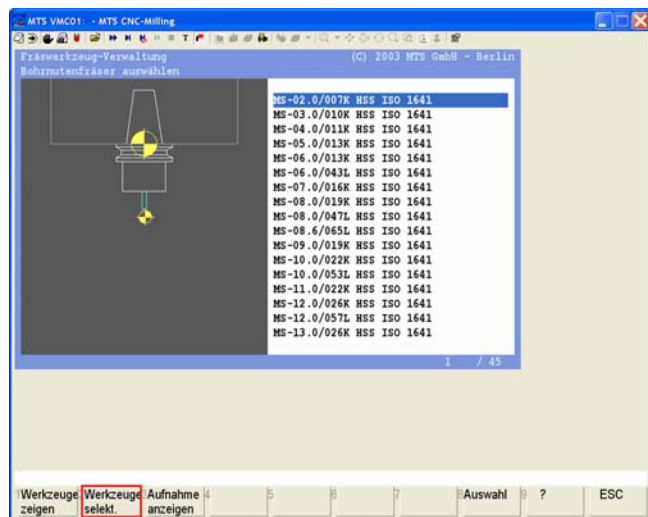 MTS VMC01: - MTS CNC-Milling
Fräswerkzeug-Verwaltung (C) 2003 MTS GmbH - Berlin
Bohrnutenfräser auswählen
MS-02.0/007K HSS ISO 1641
MS-03.0/010K HSS ISO 1641
MS-04.0/011K HSS ISO 1641
MS-05.0/013K HSS ISO 1641
MS-06.0/013K HSS ISO 1641
MS-06.0/043L HSS ISO 1641
MS-07.0/016K HSS ISO 1641
MS-08.0/019K HSS ISO 1641
MS-08.0/047L HSS ISO 1641
MS-08.6/065L HSS ISO 1641
MS-09.0/019K HSS ISO 1641
MS-10.0/022K HSS ISO 1641
MS-10.0/053L HSS ISO 1641
MS-11.0/022K HSS ISO 1641
MS-12.0/026K HSS ISO 1641
MS-12.0/057L HSS ISO 1641
MS-13.0/026K HSS ISO 1641
1 / 45
1 Werkzeuge 2 Werkzeuge 3 Aufnahme 4 5 6 7 8 Auswahl 9 ? ESC
zeigen selekt. anzeigen